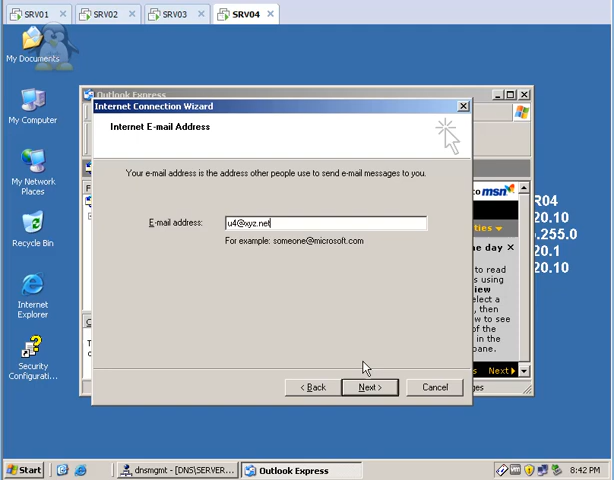 SRV01
SRV02
SRV03
SRV04
My Documents
My Computer
My Network
Places
Recycle Bin
Internet
Explorer
Security
Configurati...
Outlook Express
Internet Connection Wizard
Internet E-mail Address
Your e-mail address is the address other people use to send e-mail messages to you.
E-mail address:
u4@xyz.net
For example: someone@microsoft.com
< Back
Next >
Cancel
to msn
ties
e day
to read
s using
view
elect a
r, then
w to see
of the
in the
pane.
Next
ges
R04
20.10
.255.0
20.1
20.10
Start
dnsmgmt - [DNS\SERVER...
Outlook Express
8:42 PM